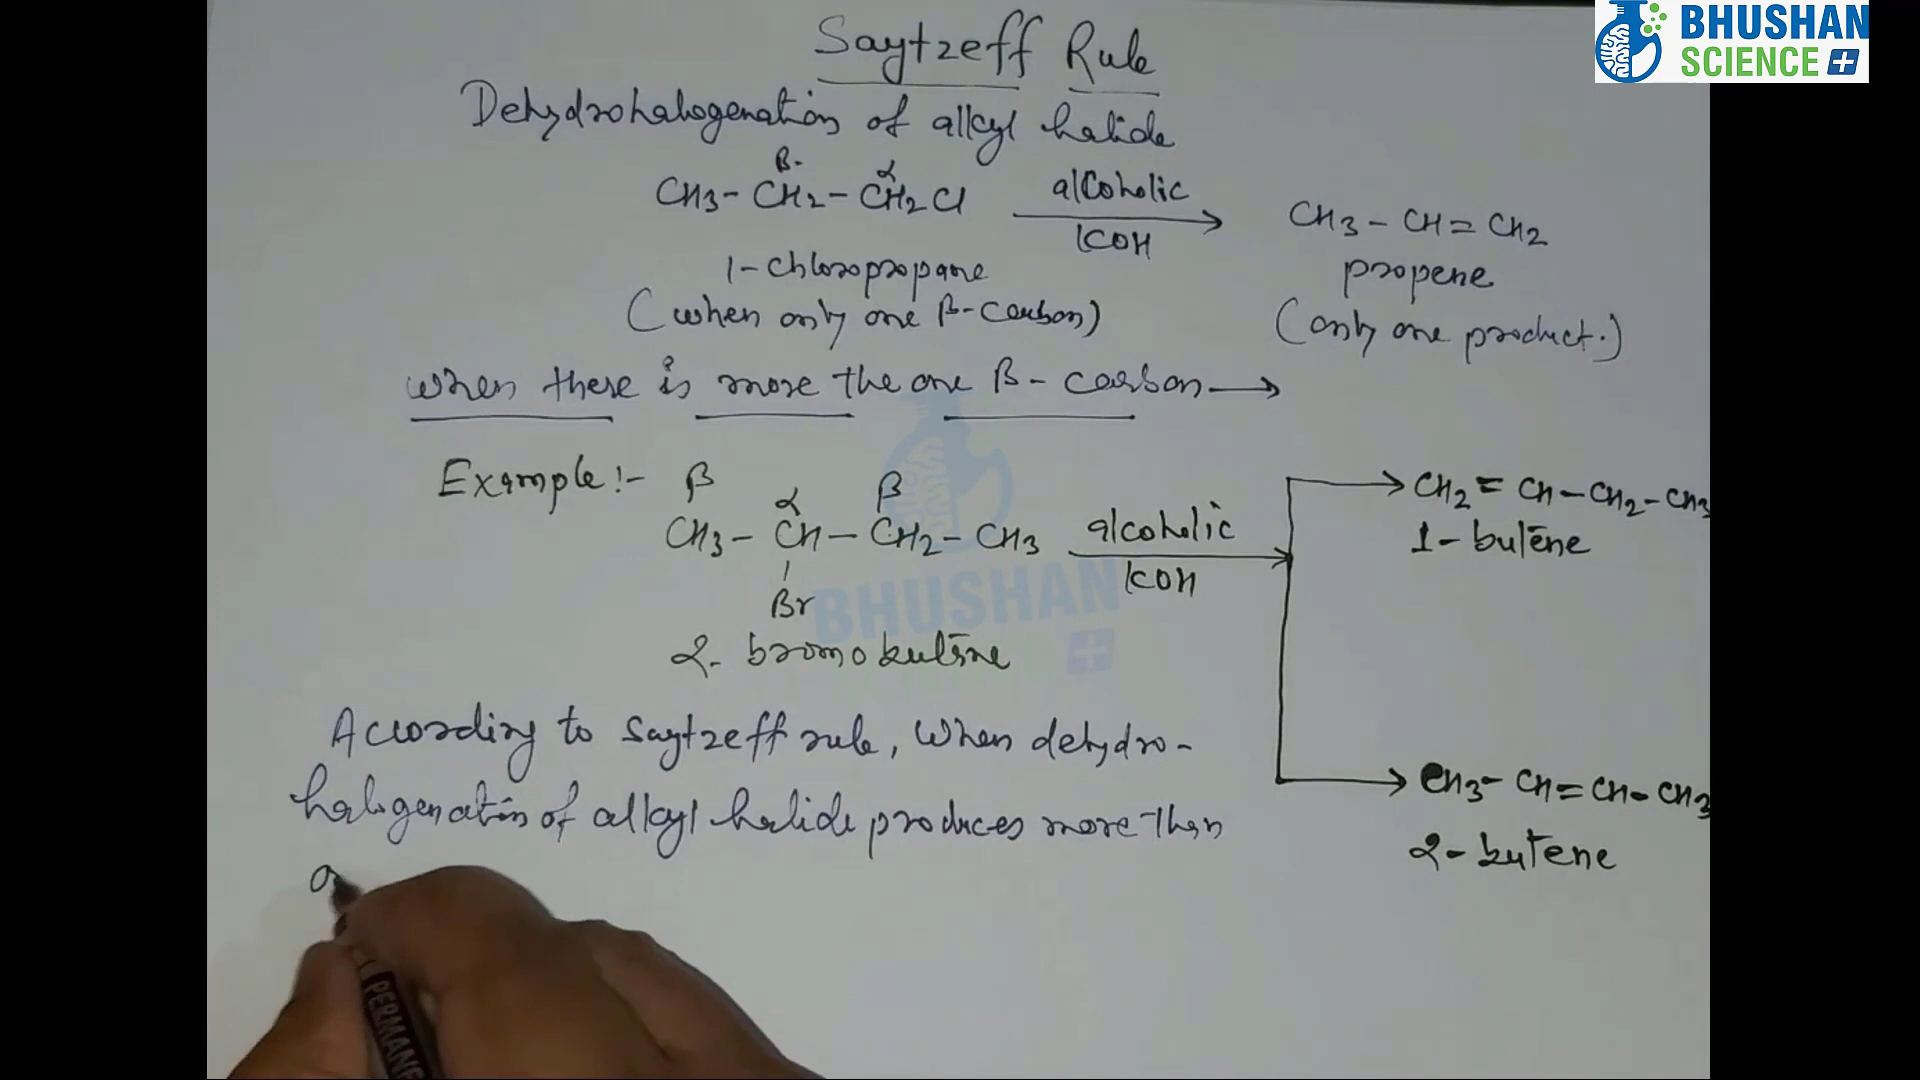 BHUSHAN
SCIENCE +
Saytzeff Rule
Dehydrohalogenation of alkyl halide
β- α
CH3 - CH2 - CH2Cl alcoholic KOH → CH3 - CH = CH2
1-chloropropane propene
(when only one β-carbon) (only one product.)
when there is more the one β - carbon →
Example :- β α β
CH3 - CH - CH2 - CH3 alcoholic KOH
Br
CH2 = CH - CH2 - CH3
1- butene
2- bromobutene
CH3 - CH = CH - CH3
2- butene
According to Saytzeff rule, when dehydro-
halogenation of alkyl halide produces more than
BHUSHAN